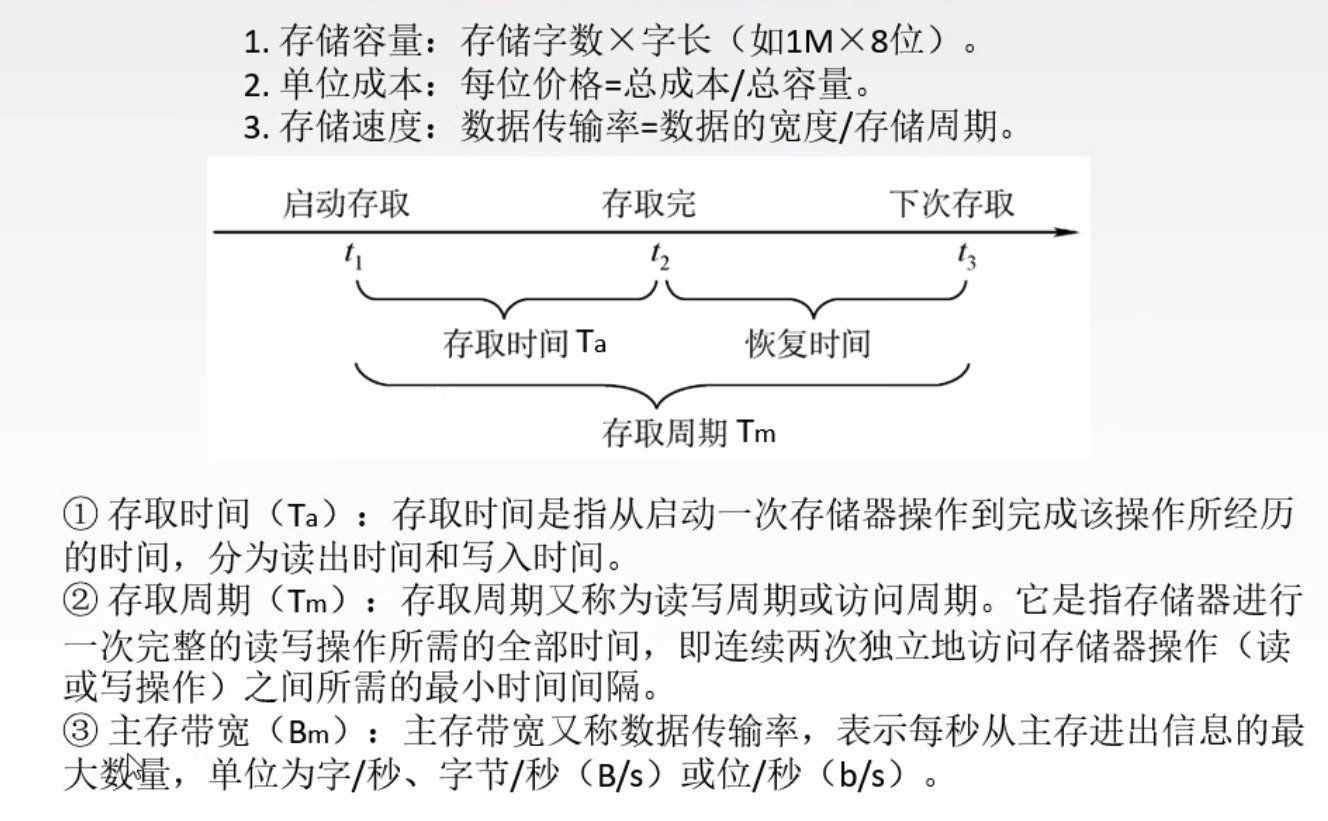 1. 存储容量：存储字数×字长（如1M×8位）。
2. 单位成本：每位价格=总成本/总容量。
3. 存储速度：数据传输率=数据的宽度/存储周期。
启动存取 存取完 下次存取
t1 t2 t3
存取时间 Ta 恢复时间
存取周期 Tm
① 存取时间（Ta）：存取时间是指从启动一次存储器操作到完成该操作所经历
的时间，分为读出时间和写入时间。
② 存取周期（Tm）：存取周期又称为读写周期或访问周期。它是指存储器进行
一次完整的读写操作所需的全部时间，即连续两次独立地访问存储器操作（读
或写操作）之间所需的最小时间间隔。
③ 主存带宽（Bm）：主存带宽又称数据传输率，表示每秒从主存进出信息的最
大数量，单位为字/秒、字节/秒（B/s）或位/秒（b/s）。